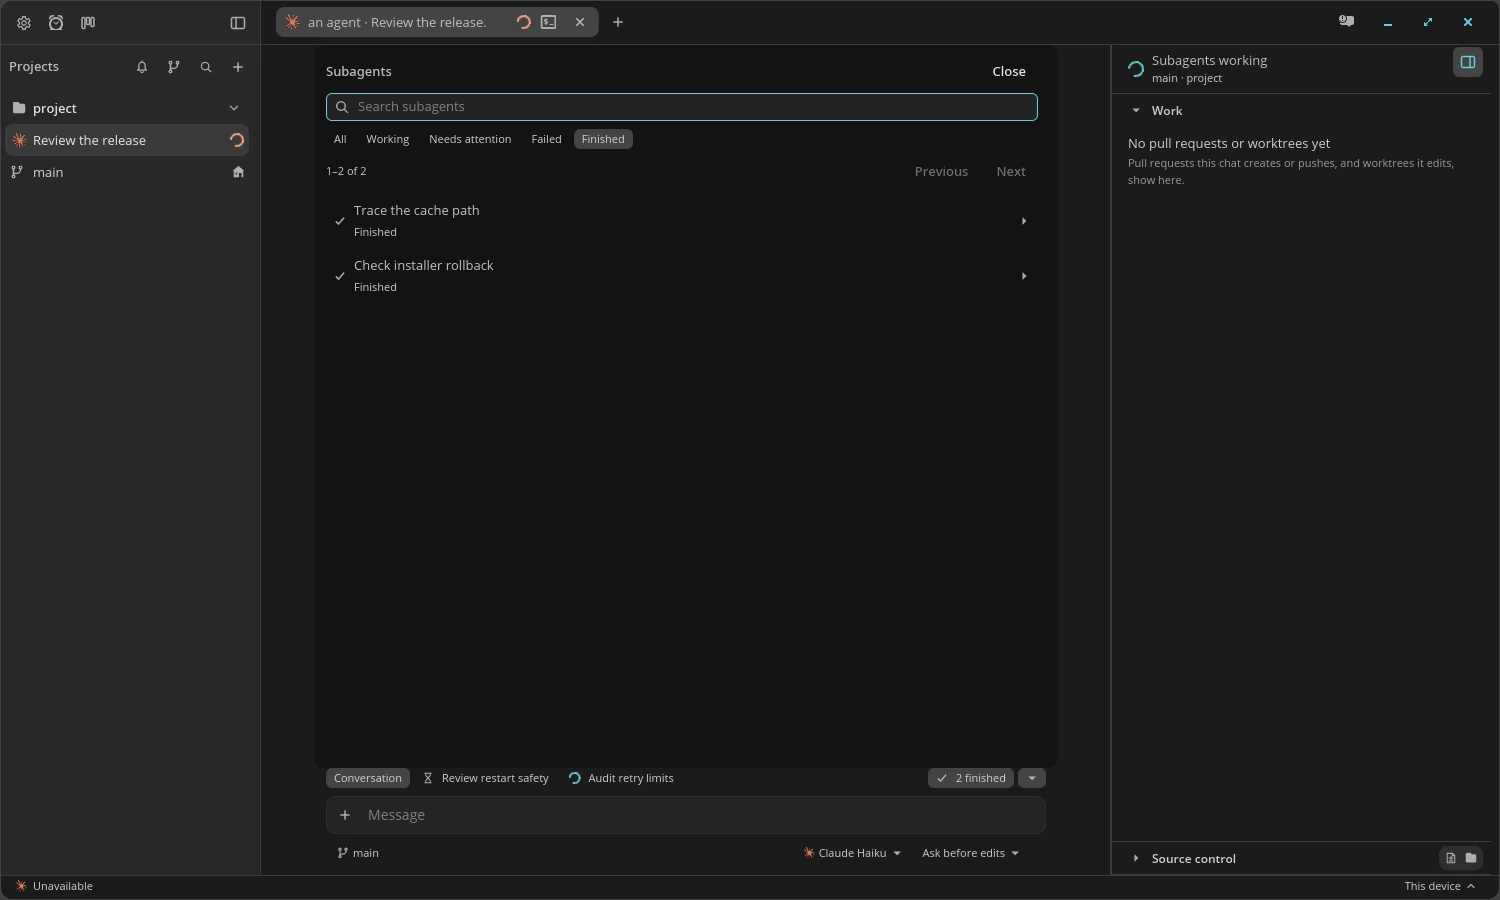 an agent · Review the release.
Projects
project
Review the release
main
Subagents
Close
Search subagents
All
Working
Needs attention
Failed
Finished
1–2 of 2
Previous
Next
Trace the cache path
Finished
Check installer rollback
Finished
Conversation
Review restart safety
Audit retry limits
2 finished
Message
main
Claude Haiku
Ask before edits
Subagents working
main · project
Work
No pull requests or worktrees yet
Pull requests this chat creates or pushes, and worktrees it edits,
show here.
Source control
Unavailable
This device